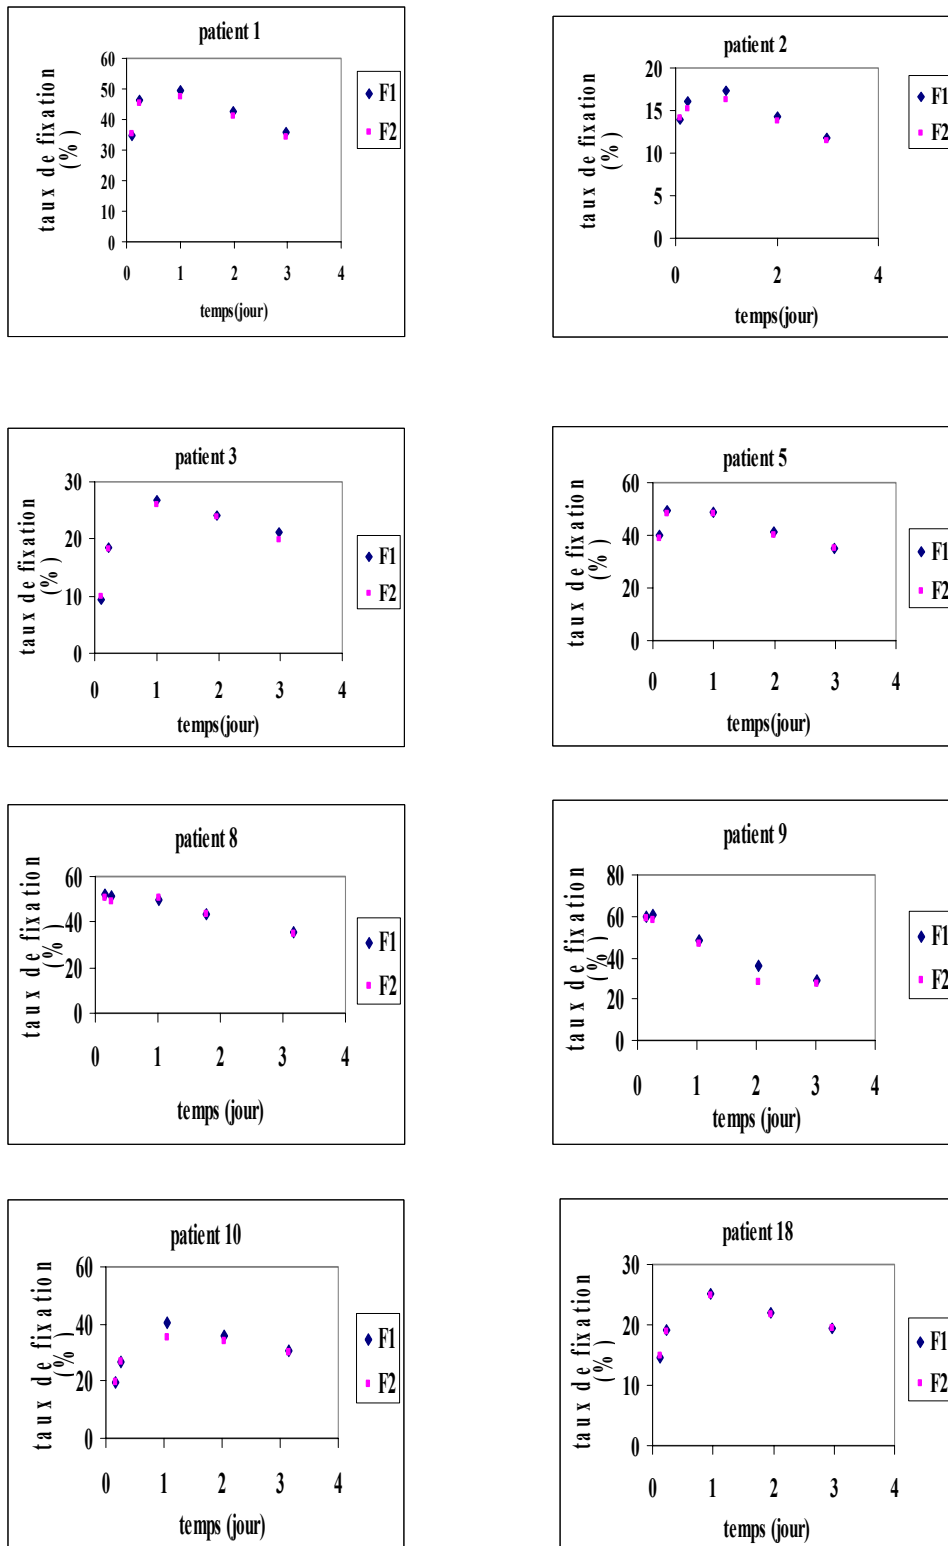 patient 1
taux de fixation
(%)
60
50
40
30
20
10
0
0 1 2 3 4
temps(jour)
F1
F2
patient 2
taux de fixation
(%)
20
15
10
5
0
0 2 4
temps(jour)
F1
F2
patient 3
taux de fixation
(%)
30
20
10
0
0 1 2 3 4
temps(jour)
F1
F2
patient 5
taux de fixation
(%)
60
40
20
0
0 1 2 3 4
temps(jour)
F1
F2
patient 8
taux de fixation
(%)
60
40
20
0
0 1 2 3 4
temps (jour)
F1
F2
patient 9
taux de fixation
(%)
80
60
40
20
0
0 1 2 3 4
temps (jour)
F1
F2
patient 10
taux de fixation
(%)
60
40
20
0
0 1 2 3 4
temps (jour)
F1
F2
patient 18
taux de fixation
(%)
30
20
10
0
0 1 2 3 4
temps (jour)
F1
F2